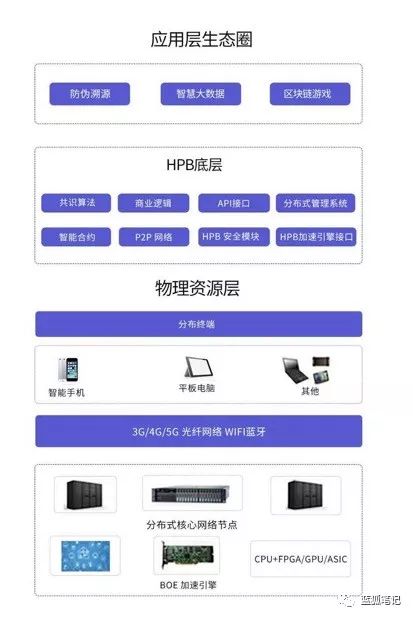 应用层生态圈
防伪溯源 智慧大数据 区块链游戏
HPB底层
共识算法 商业逻辑 API接口 分布式管理系统
智能合约 P2P 网络 HPB 安全模块 HPB加速引擎接口
物理资源层
分布终端
智能手机 平板电脑 其他
3G/4G/5G 光纤网络 WIFI蓝牙
分布式核心网络节点
CPU+FPGA/GPU/ASIC
BOE 加速引擎
蓝狐笔记